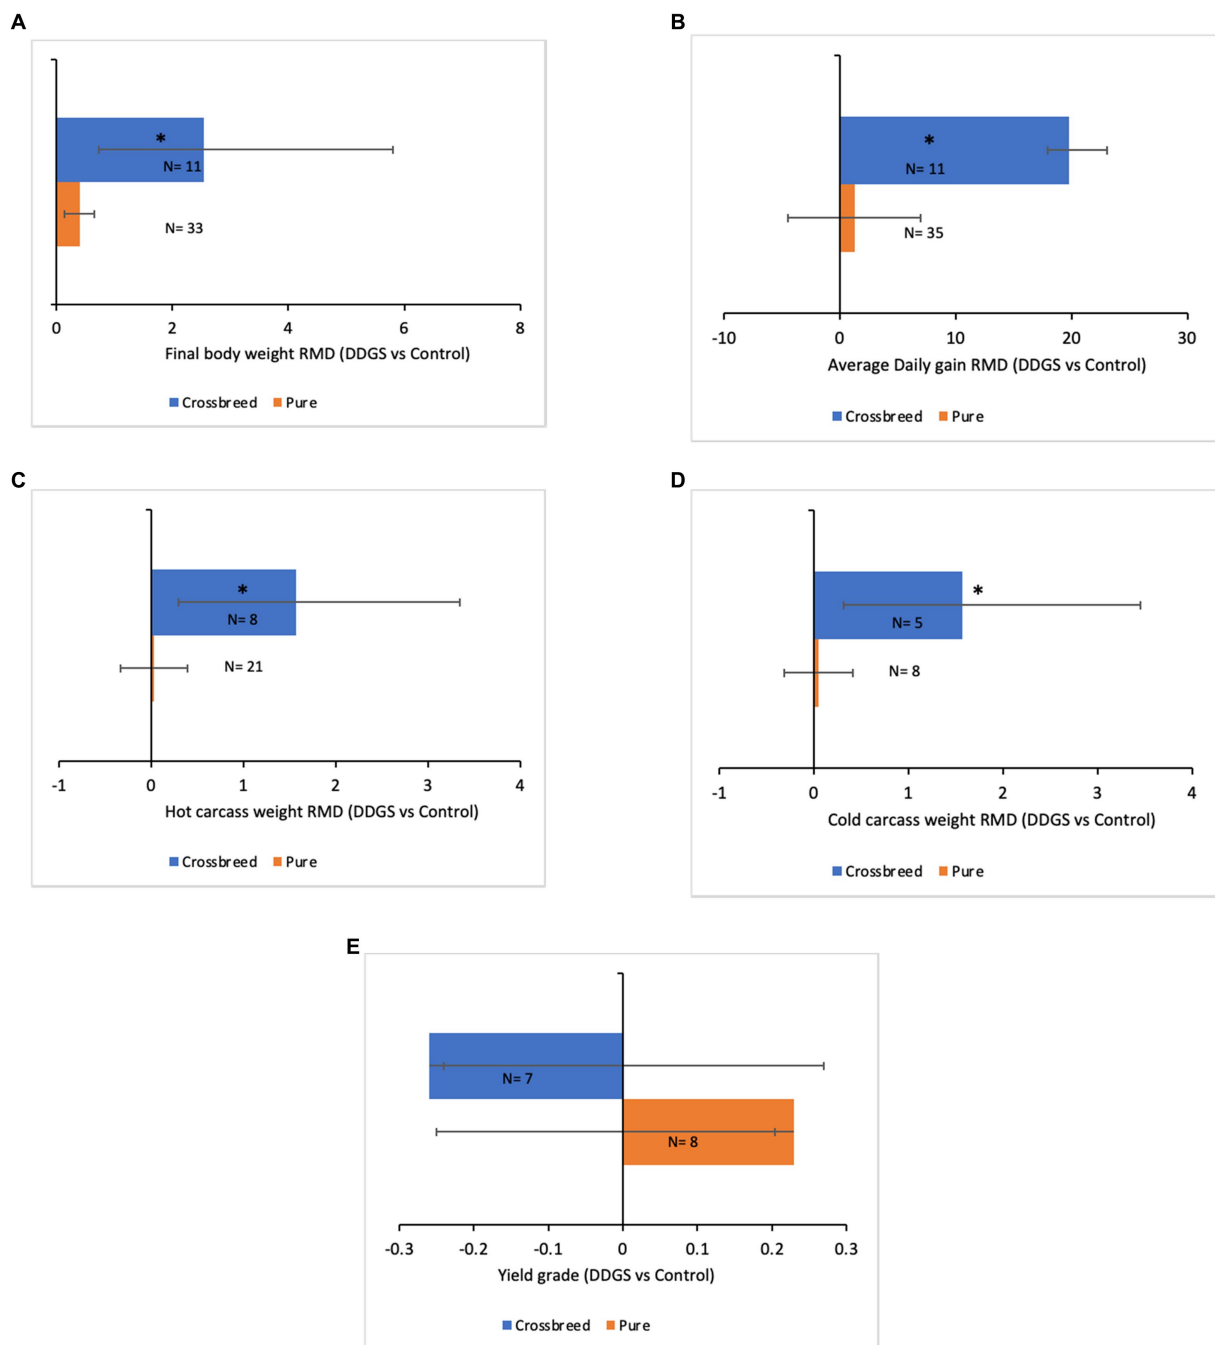 A
*
N= 11
N= 33
0 2 4 6 8
Final body weight RMD (DDGS vs Control)
Crossbreed Pure
B
*
N= 11
N= 35
-10 0 10 20 30
Average Daily gain RMD (DDGS vs Control)
Crossbreed Pure
C
*
N= 8
N= 21
-1 0 1 2 3 4
Hot carcass weight RMD (DDGS vs Control)
Crossbreed Pure
D
*
N= 5
N= 8
-1 0 1 2 3 4
Cold carcass weight RMD (DDGS vs Control)
Crossbreed Pure
E
N= 7
N= 8
-0.3 -0.2 -0.1 0 0.1 0.2 0.3
Yield grade (DDGS vs Control)
Crossbreed Pure